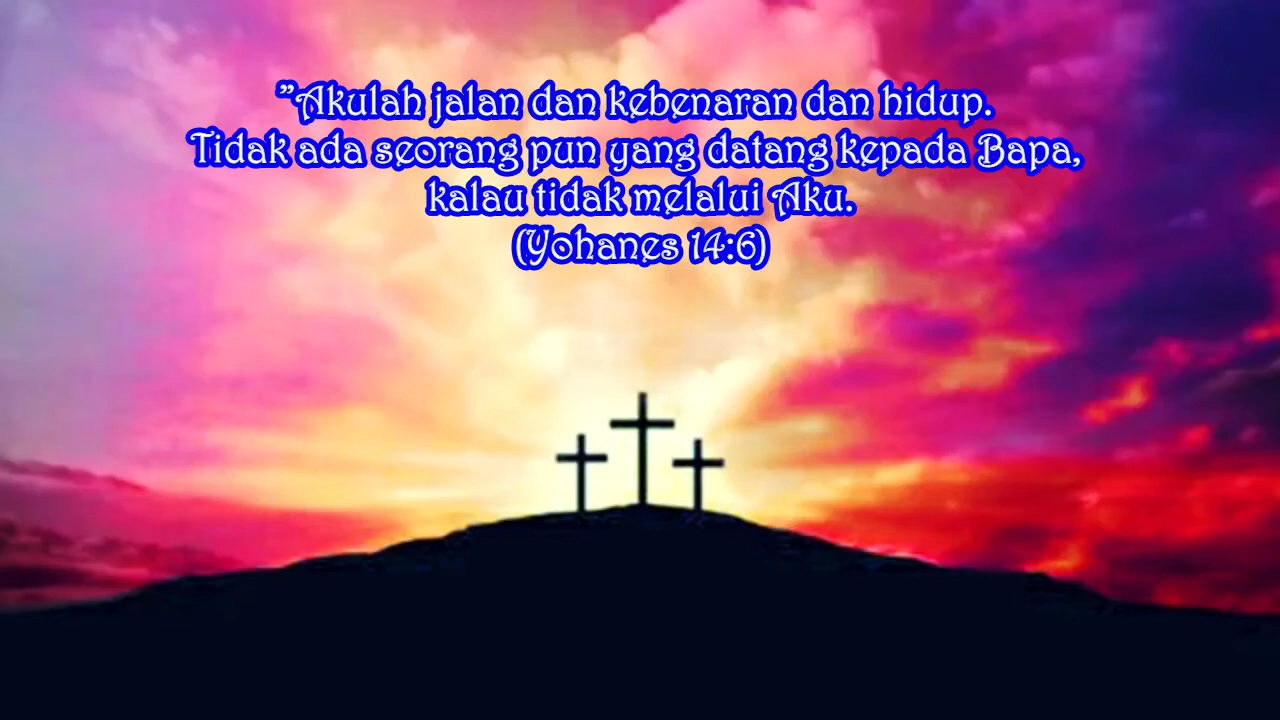 "Akulah jalan dan kebenaran dan hidup.
Tidak ada seorang pun yang datang kepada Bapa,
kalau tidak melalui Aku.
(Yohanes 14:6)